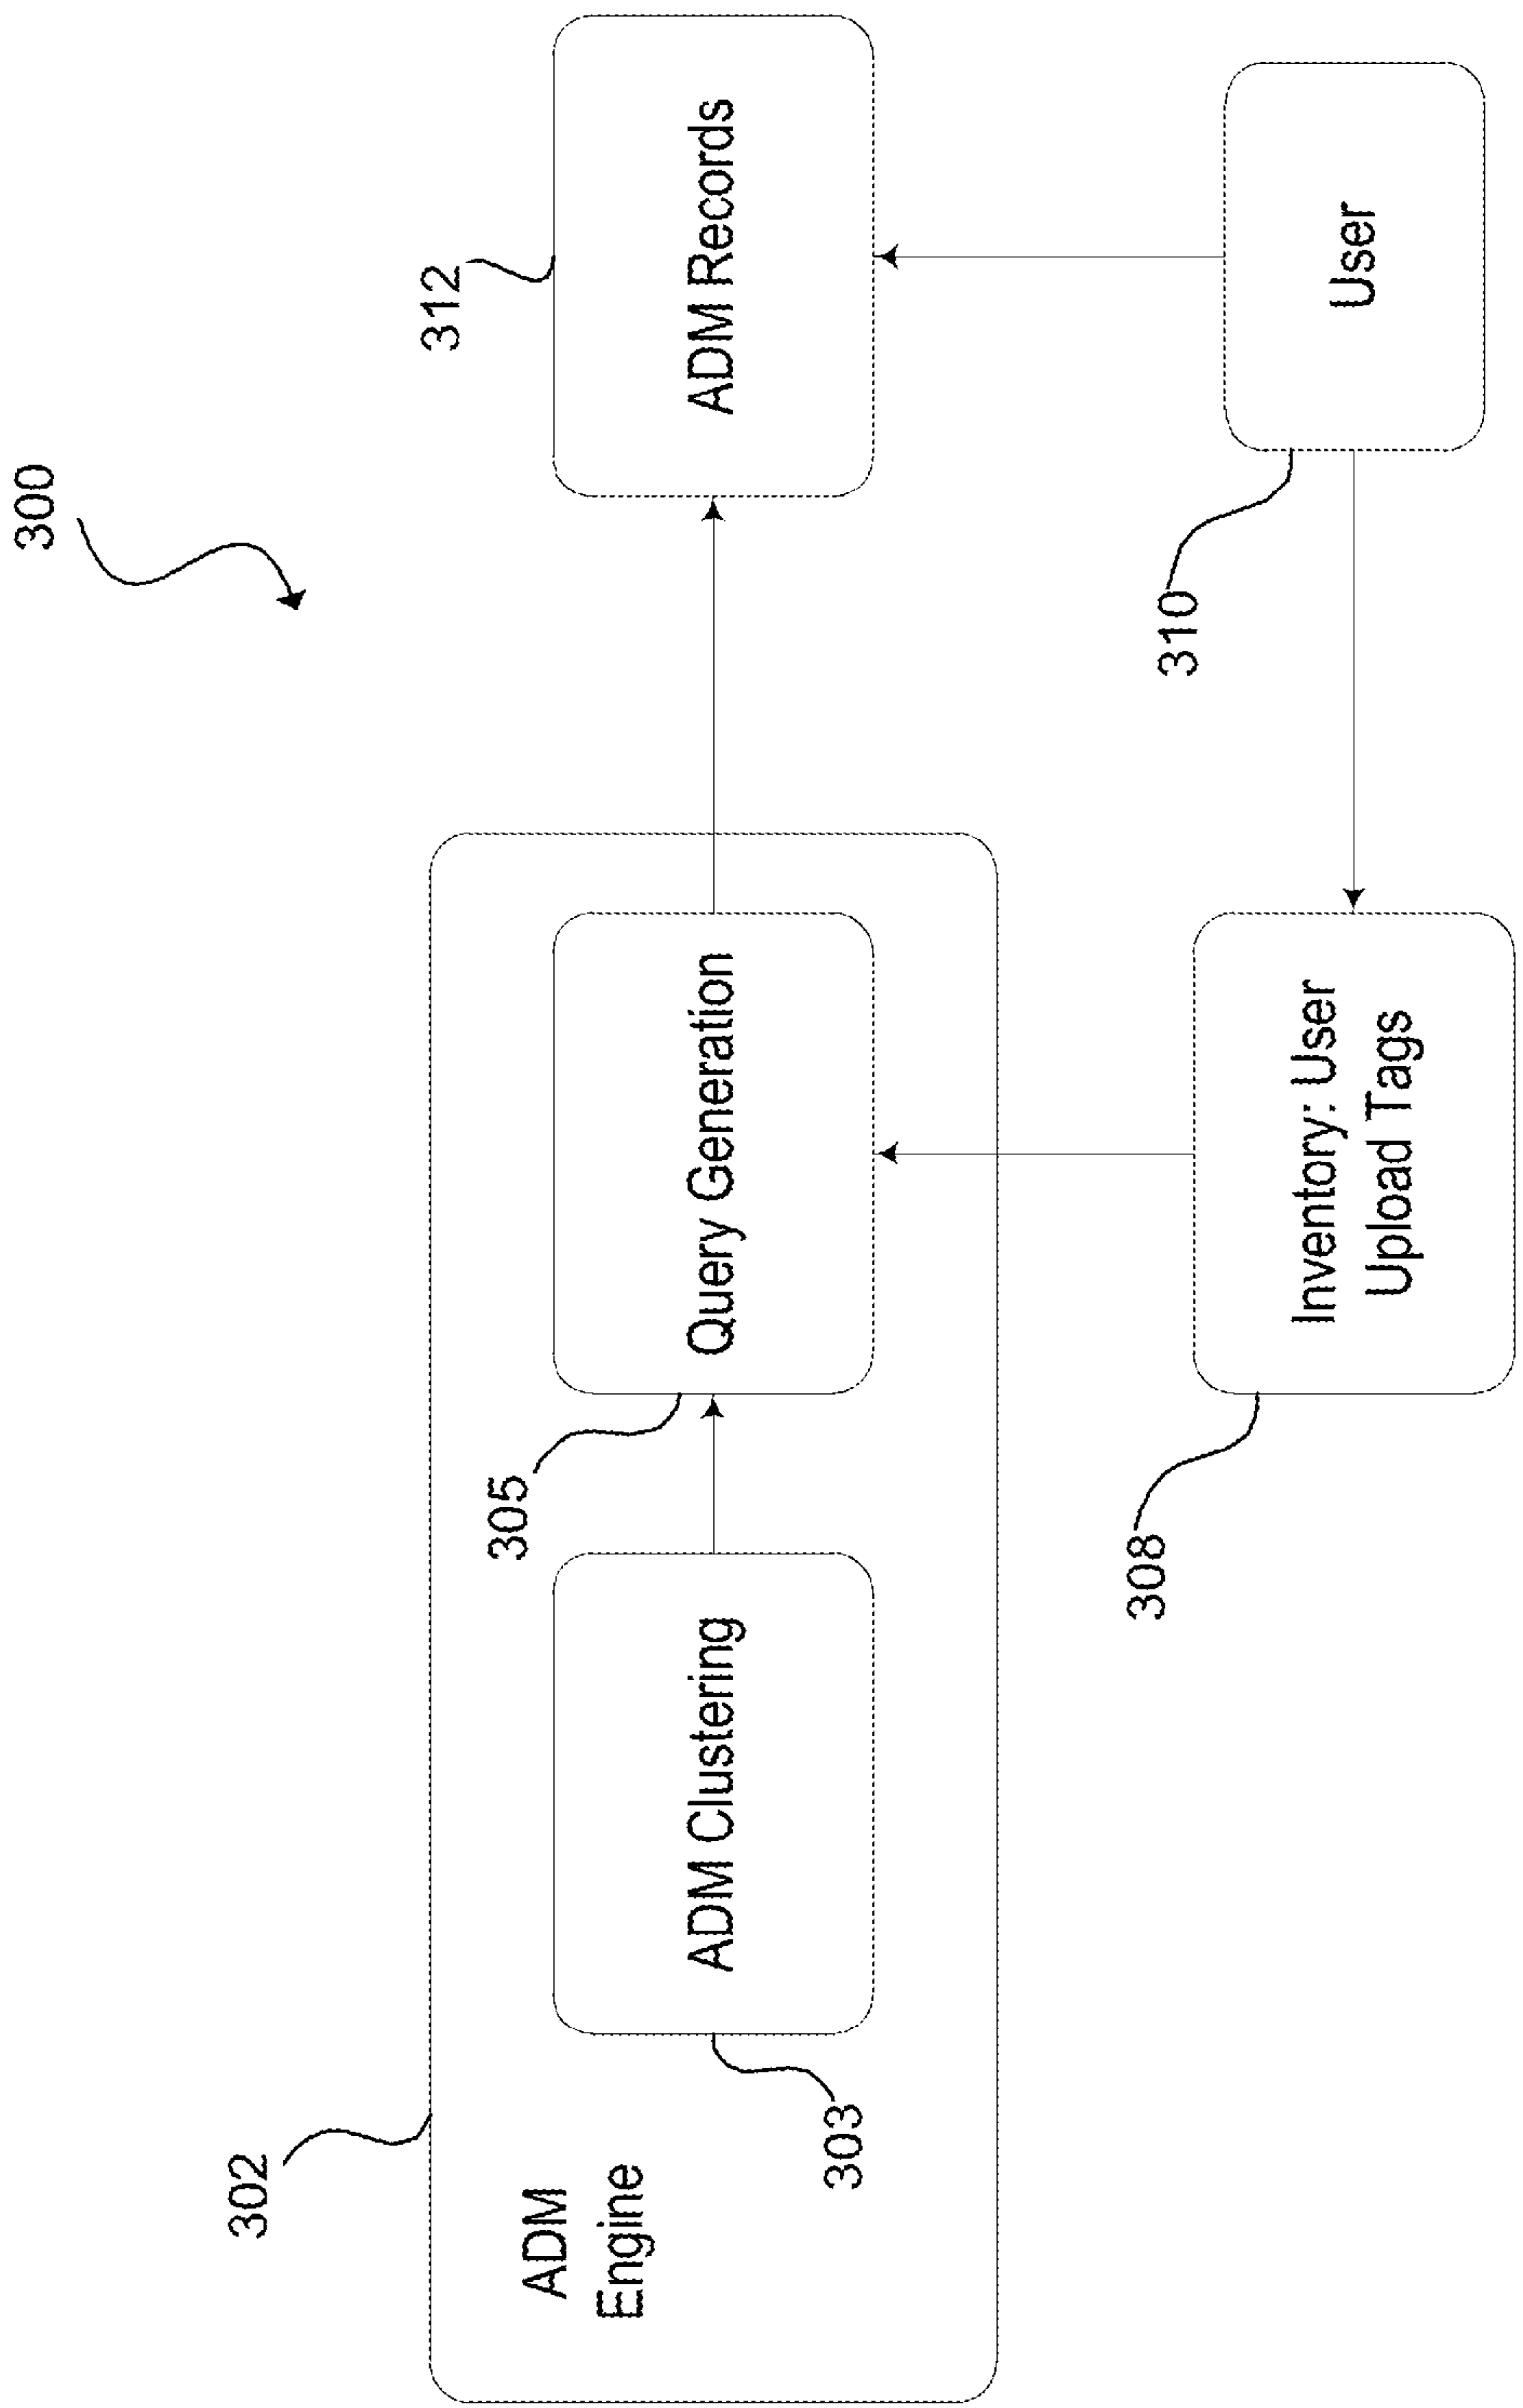 300
302
ADM
Engine
303
ADM Clustering
305
Query Generation
312
ADM Records
308
Inventory: User
Upload Tags
310
User